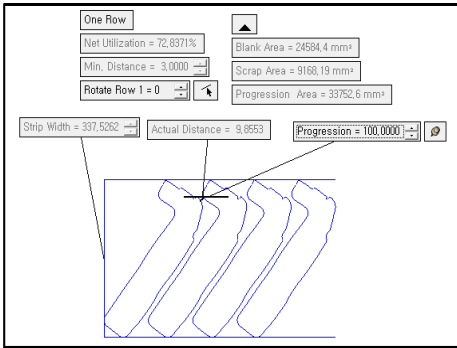 One Row
Net Utilization = 72,8371%
Min. Distance = 3,0000
Rotate Row 1 = 0
Blank Area = 24584,4 mm²
Scrap Area = 9168,19 mm²
Progression Area = 33752,6 mm²
Strip Width = 337,5262
Actual Distance = 9,8553
Progression = 100,0000